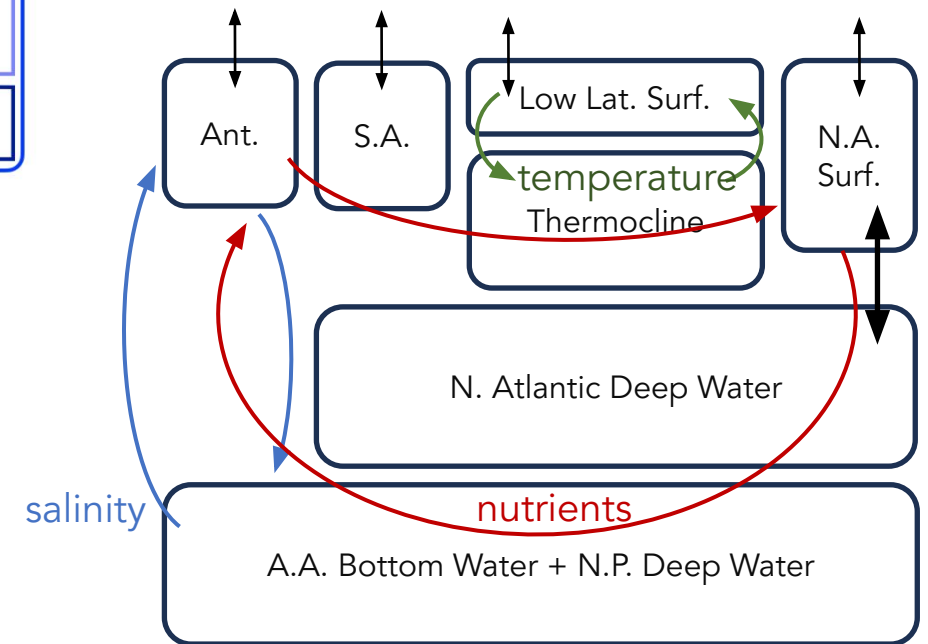 Ant.
S.A.
Low Lat. Surf.
N.A.
Surf.
temperature
Thermocline
N. Atlantic Deep Water
salinity
nutrients
A.A. Bottom Water + N.P. Deep Water